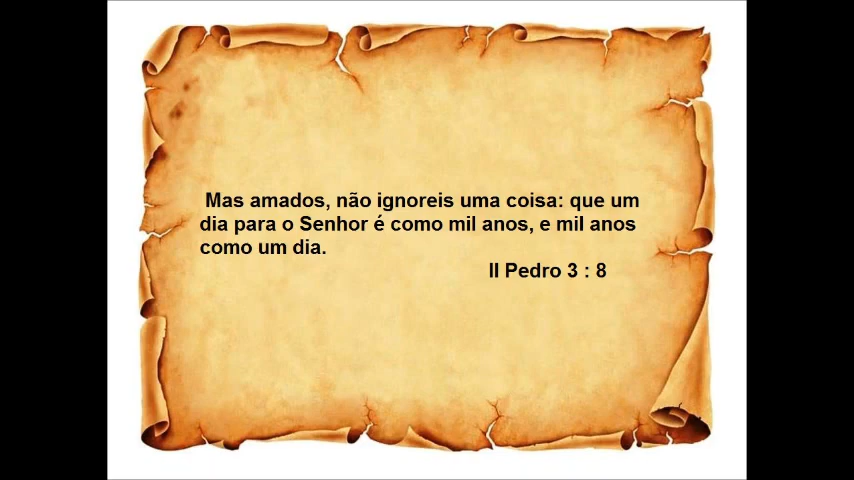 Mas amados, não ignoreis uma coisa: que um
dia para o Senhor é como mil anos, e mil anos
como um dia.
II Pedro 3 : 8